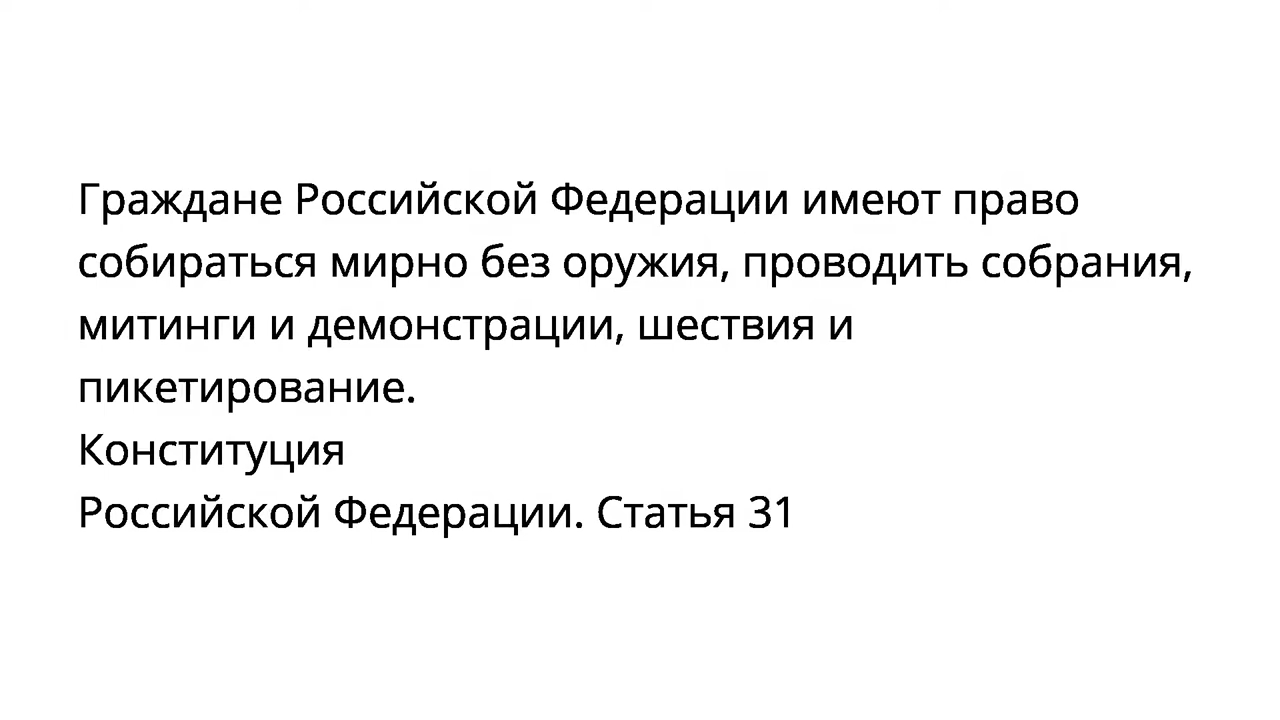 Граждане Российской Федерации имеют право
собираться мирно без оружия, проводить собрания,
митинги и демонстрации, шествия и
пикетирование.
Конституция
Российской Федерации. Статья 31